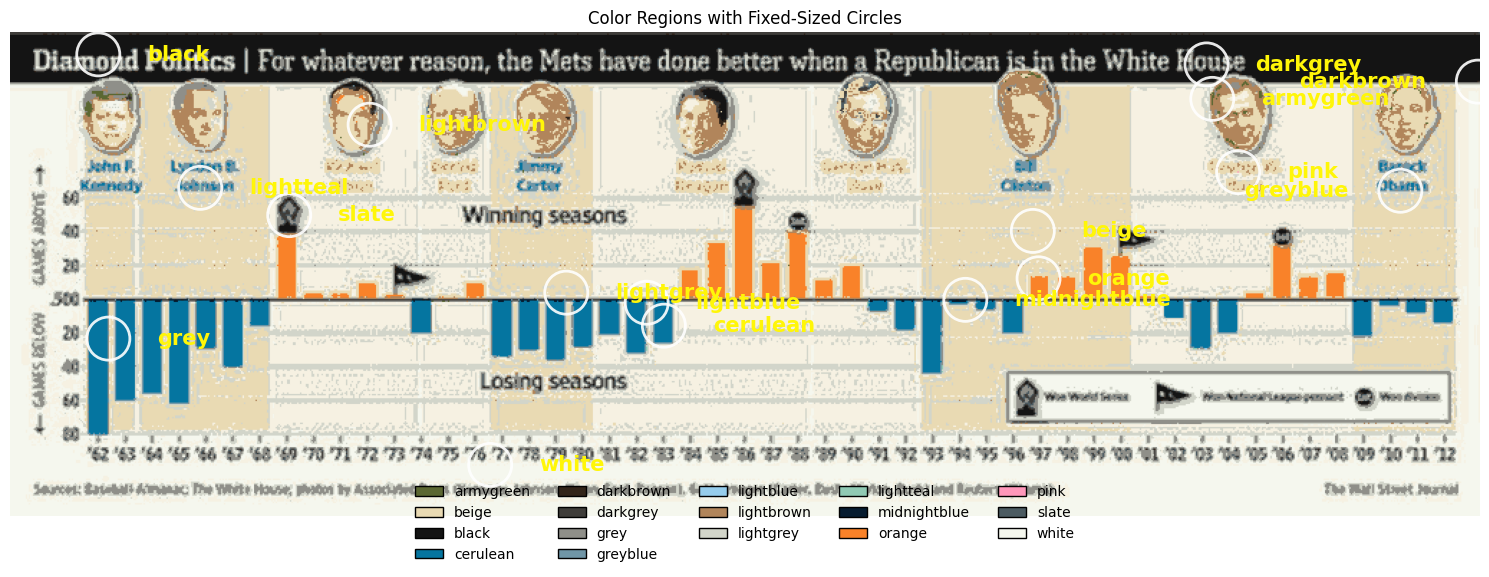 Color Regions with Fixed-Sized Circles
Diamond Politics | For whatever reason, the Mets have done better when a Republican is in the White House
black
darkgrey
darkbrown
armygreen
lightbrown
John F. Kennedy
Lyndon B. Johnson
Jimmy Carter
Bill Clinton
Barack Obama
pink
greyblue
lightteal
slate
beige
orange
midnightblue
lightgrey
lightblue
cerulean
grey
white
GAMES ABOVE →
← GAMES BELOW
60
40
20
.500
20
40
60
80
Winning seasons
Losing seasons
Won World Series
Won National League pennant
Won division
'62 '63 '64 '65 '66 '67 '68 '69 '70 '71 '72 '73 '74 '75 '76 '77 '78 '79 '80 '81 '82 '83 '84 '85 '86 '87 '88 '89 '90 '91 '92 '93 '94 '95 '96 '97 '98 '99 '00 '01 '02 '03 '04 '05 '06 '07 '08 '09 '10 '11 '12
Sources: Baseball-Almanac; The White House; photos by Associated Press
The Wall Street Journal
armygreen darkbrown lightblue lightteal pink
beige darkgrey lightbrown midnightblue slate
black grey lightgrey orange white
cerulean greyblue